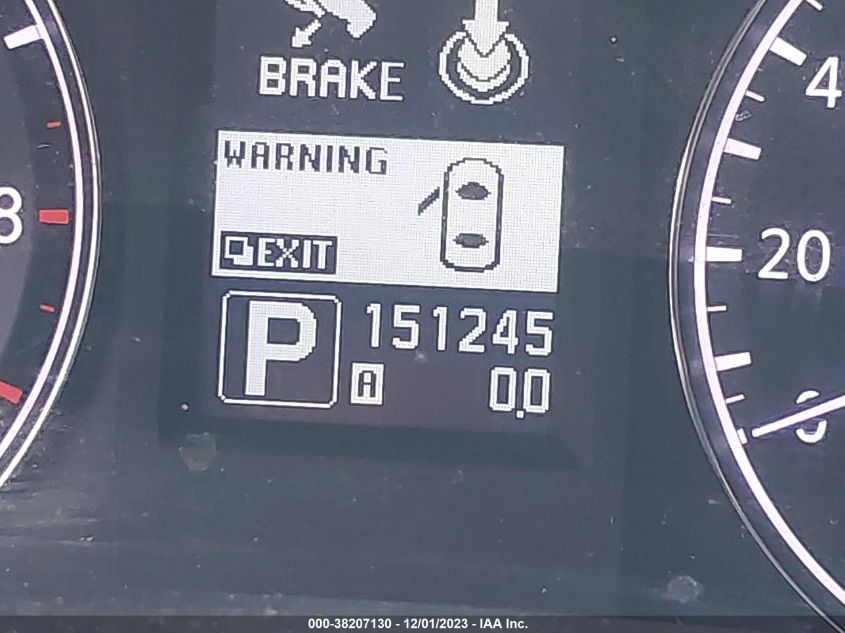 BRAKE
WARNING
EXIT
P
151245
A
0.0
8
4
20
000-38207130 - 12/01/2023 - IAA Inc.